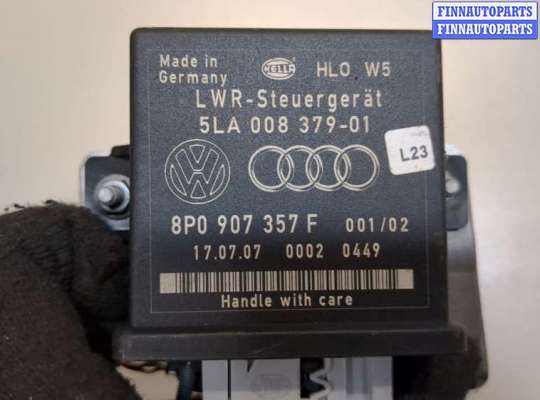 FINNAUTOPARTS
FINNAUTOPARTS
Made in
Germany
HELLA
HLO W5
LWR-Steuergerät
5LA 008 379-01
L23
8P0 907 357 F 001/02
17.07.07 0002 0449
Handle with care